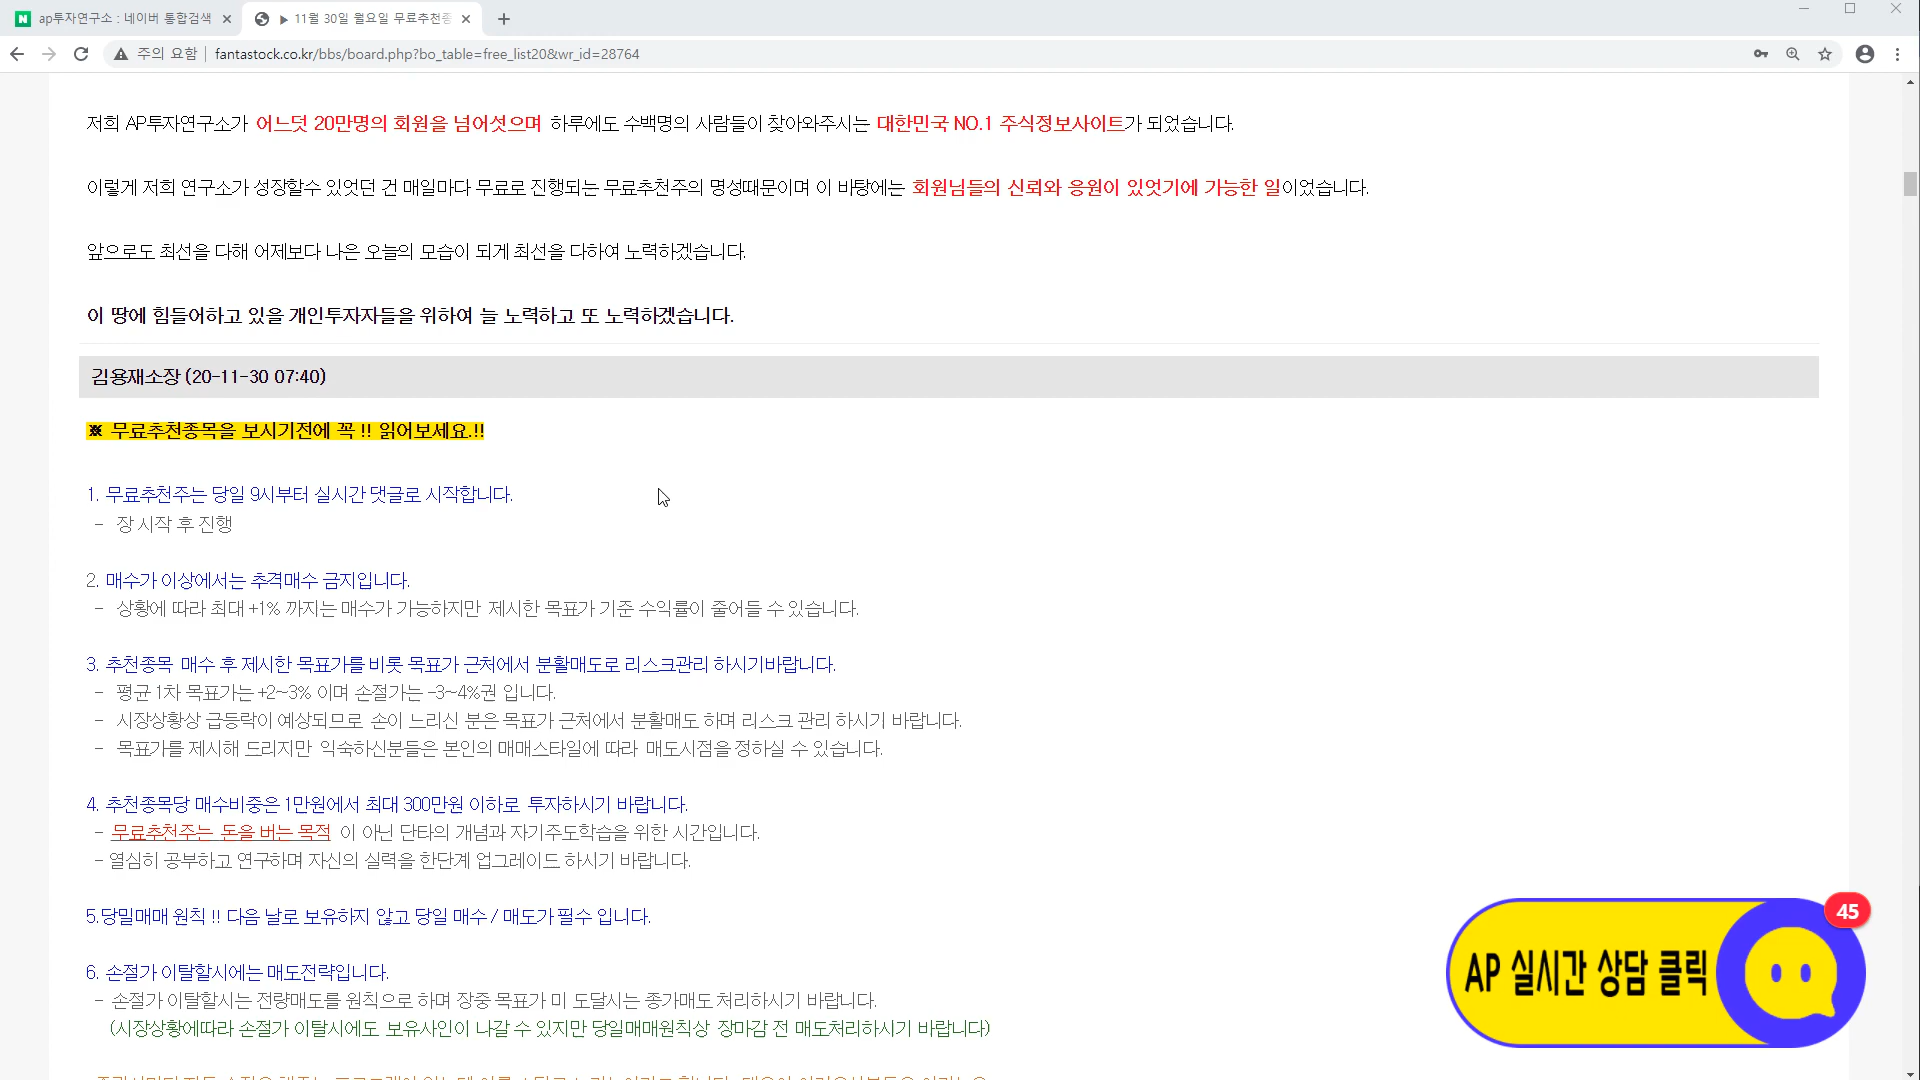 ap투자연구소 : 네이버 통합검색
▶ 11월 30일 월요일 무료추천종
주의 요함
fantastock.co.kr/bbs/board.php?bo_table=free_list20&wr_id=28764
저희 AP투자연구소가 어느덧 20만명의 회원을 넘어섯으며 하루에도 수백명의 사람들이 찾아와주시는 대한민국 NO.1 주식정보사이트가 되었습니다.
이렇게 저희 연구소가 성장할수 있엇던 건 매일마다 무료로 진행되는 무료추천주의 명성때문이며 이 바탕에는 회원님들의 신뢰와 응원이 있엇기에 가능한 일이었습니다.
앞으로도 최선을 다해 어제보다 나은 오늘의 모습이 되게 최선을 다하여 노력하겠습니다.
이 땅에 힘들어하고 있을 개인투자자들을 위하여 늘 노력하고 또 노력하겠습니다.
김용재소장 (20-11-30 07:40)
※ 무료추천종목을 보시기전에 꼭 !! 읽어보세요.!!
1. 무료추천주는 당일 9시부터 실시간 댓글로 시작합니다.
- 장 시작 후 진행
2. 매수가 이상에서는 추격매수 금지입니다.
- 상황에 따라 최대 +1% 까지는 매수가 가능하지만 제시한 목표가 기준 수익률이 줄어들 수 있습니다.
3. 추천종목 매수 후 제시한 목표가를 비롯 목표가 근처에서 분활매도로 리스크관리 하시기바랍니다.
- 평균 1차 목표가는 +2~3% 이며 손절가는 -3~4%권 입니다.
- 시장상황상 급등락이 예상되므로 손이 느리신 분은 목표가 근처에서 분활매도 하며 리스크 관리 하시기 바랍니다.
- 목표가를 제시해 드리지만 익숙하신분들은 본인의 매매스타일에 따라 매도시점을 정하실 수 있습니다.
4. 추천종목당 매수비중은 1만원에서 최대 300만원 이하로 투자하시기 바랍니다.
- 무료추천주는 돈을 버는 목적 이 아닌 단타의 개념과 자기주도학습을 위한 시간입니다.
- 열심히 공부하고 연구하며 자신의 실력을 한단계 업그레이드 하시기 바랍니다.
5.당일매매 원칙 !! 다음 날로 보유하지 않고 당일 매수 / 매도가 필수 입니다.
6. 손절가 이탈할시에는 매도전략입니다.
- 손절가 이탈할시는 전량매도를 원칙으로 하며 장중 목표가 미 도달시는 종가매도 처리하시기 바랍니다.
(시장상황에따라 손절가 이탈시에도 보유사인이 나갈 수 있지만 당일매매원칙상 장마감 전 매도처리하시기 바랍니다)
45
AP 실시간 상담 클릭